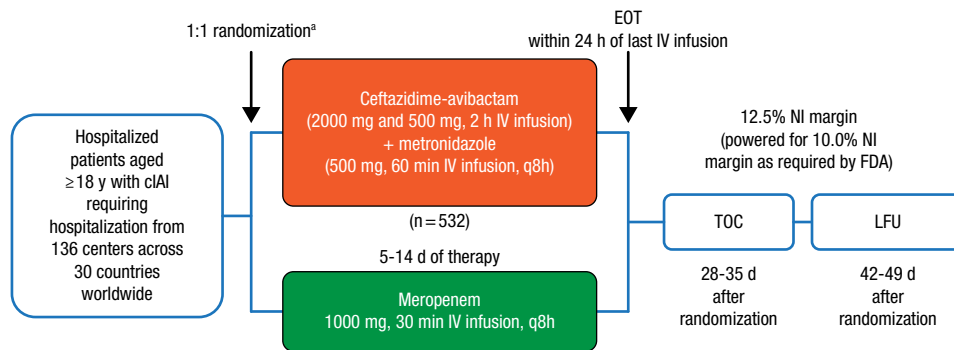 1:1 randomizationᵃ
EOT
within 24 h of last IV infusion
Hospitalized
patients aged
≥18 y with cIAI
requiring
hospitalization from
136 centers across
30 countries
worldwide
Ceftazidime-avibactam
(2000 mg and 500 mg, 2 h IV infusion)
+ metronidazole
(500 mg, 60 min IV infusion, q8h)
(n=532)
5-14 d of therapy
Meropenem
1000 mg, 30 min IV infusion, q8h
12.5% NI margin
(powered for 10.0% NI
margin as required by FDA)
TOC
28-35 d
after
randomization
LFU
42-49 d
after
randomization